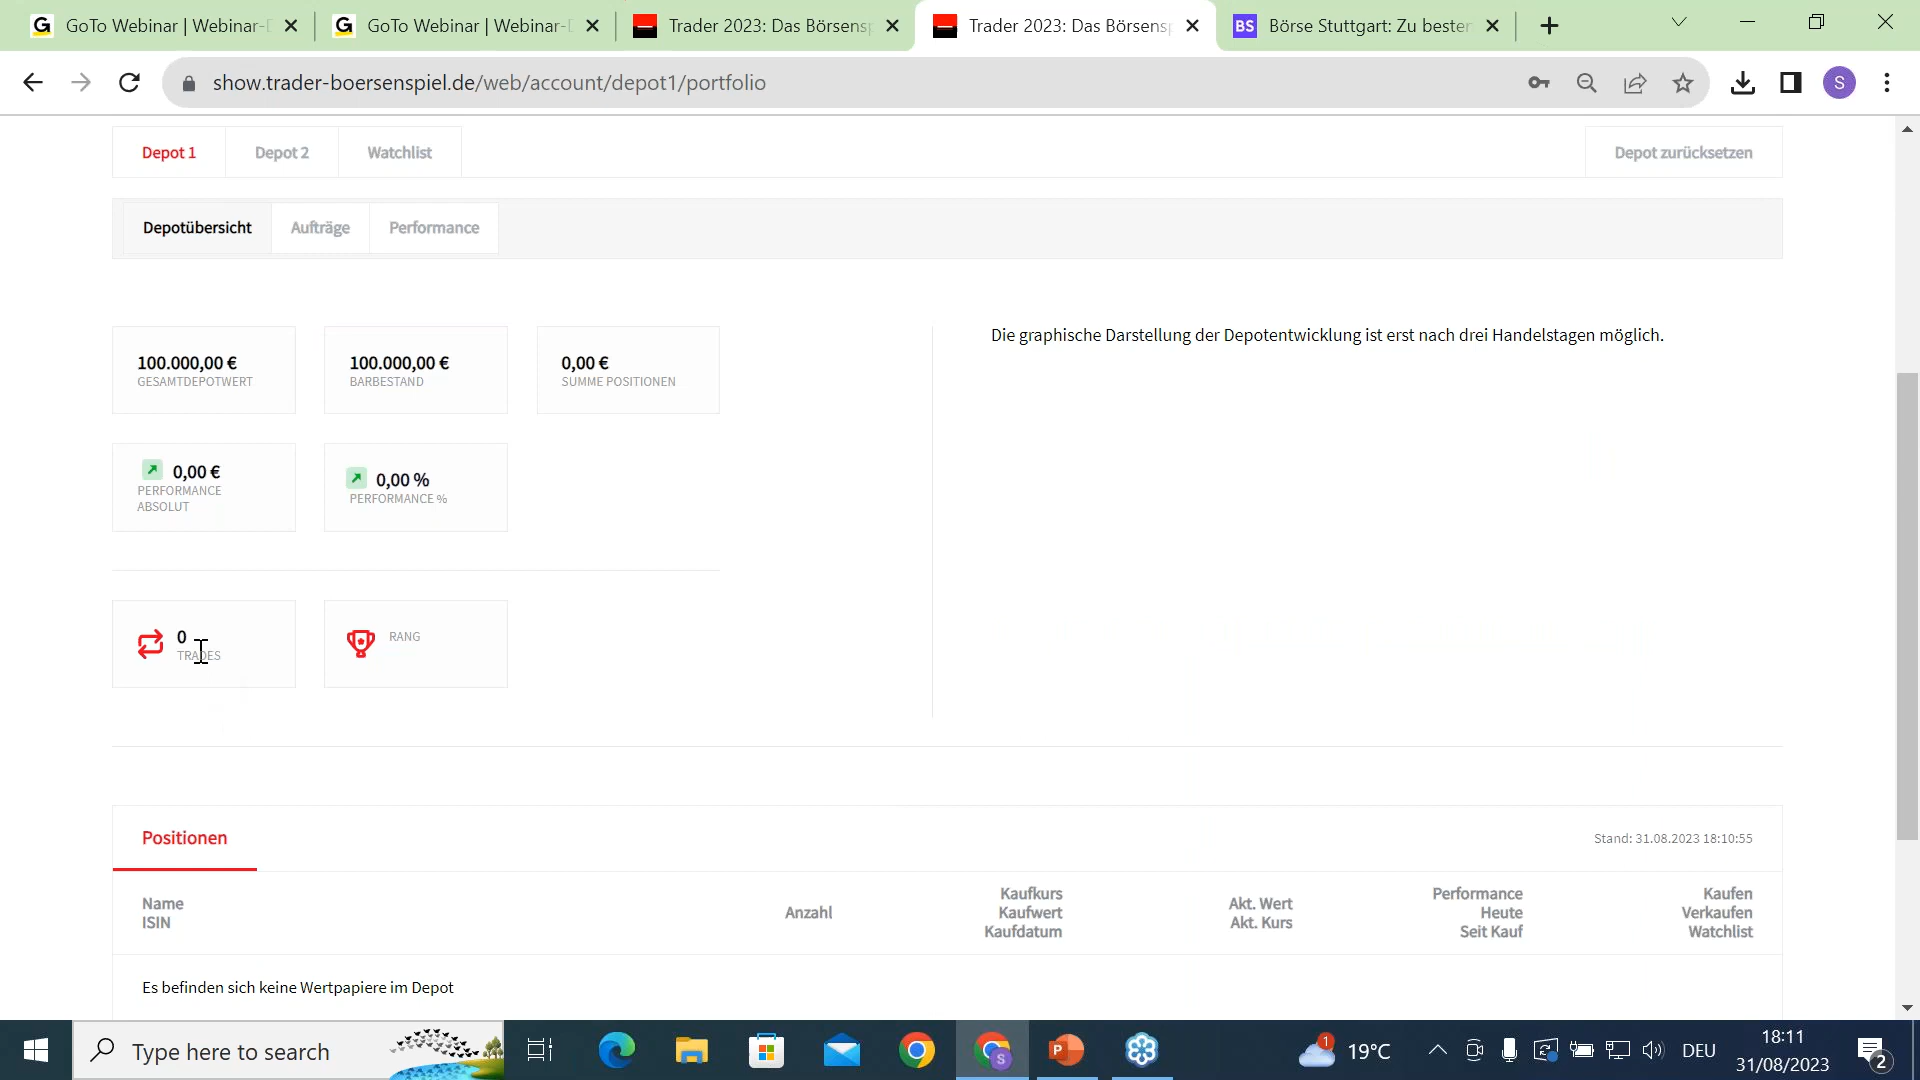 GoTo Webinar | Webinar-D
GoTo Webinar | Webinar-D
Trader 2023: Das Börsensp
Trader 2023: Das Börsensp
BS Börse Stuttgart: Zu besten
show.trader-boersenspiel.de/web/account/depot1/portfolio
S
Depot 1
Depot 2
Watchlist
Depot zurücksetzen
Depotübersicht
Aufträge
Performance
100.000,00 €
GESAMTDEPOTWERT
100.000,00 €
BARBESTAND
0,00 €
SUMME POSITIONEN
Die graphische Darstellung der Depotentwicklung ist erst nach drei Handelstagen möglich.
0,00 €
PERFORMANCE
ABSOLUT
0,00 %
PERFORMANCE %
0
TRADES
RANG
Positionen
Stand: 31.08.2023 18:10:55
Name
ISIN
Anzahl
Kaufkurs
Kaufwert
Kaufdatum
Akt. Wert
Akt. Kurs
Performance
Heute
Seit Kauf
Kaufen
Verkaufen
Watchlist
Es befinden sich keine Wertpapiere im Depot
Type here to search
S
P
1
19°C
DEU
18:11
31/08/2023
2